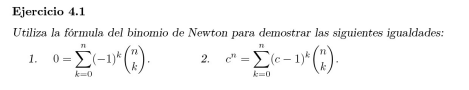 Ejercicio 4.1
Utiliza la fórmula del binomio de Newton para demostrar las siguientes igualdades:
1. $0 = \sum_{k=0}^{n} (-1)^k \binom{n}{k}.$ 2. $c^n = \sum_{k=0}^{n} (c-1)^k \binom{n}{k}.$